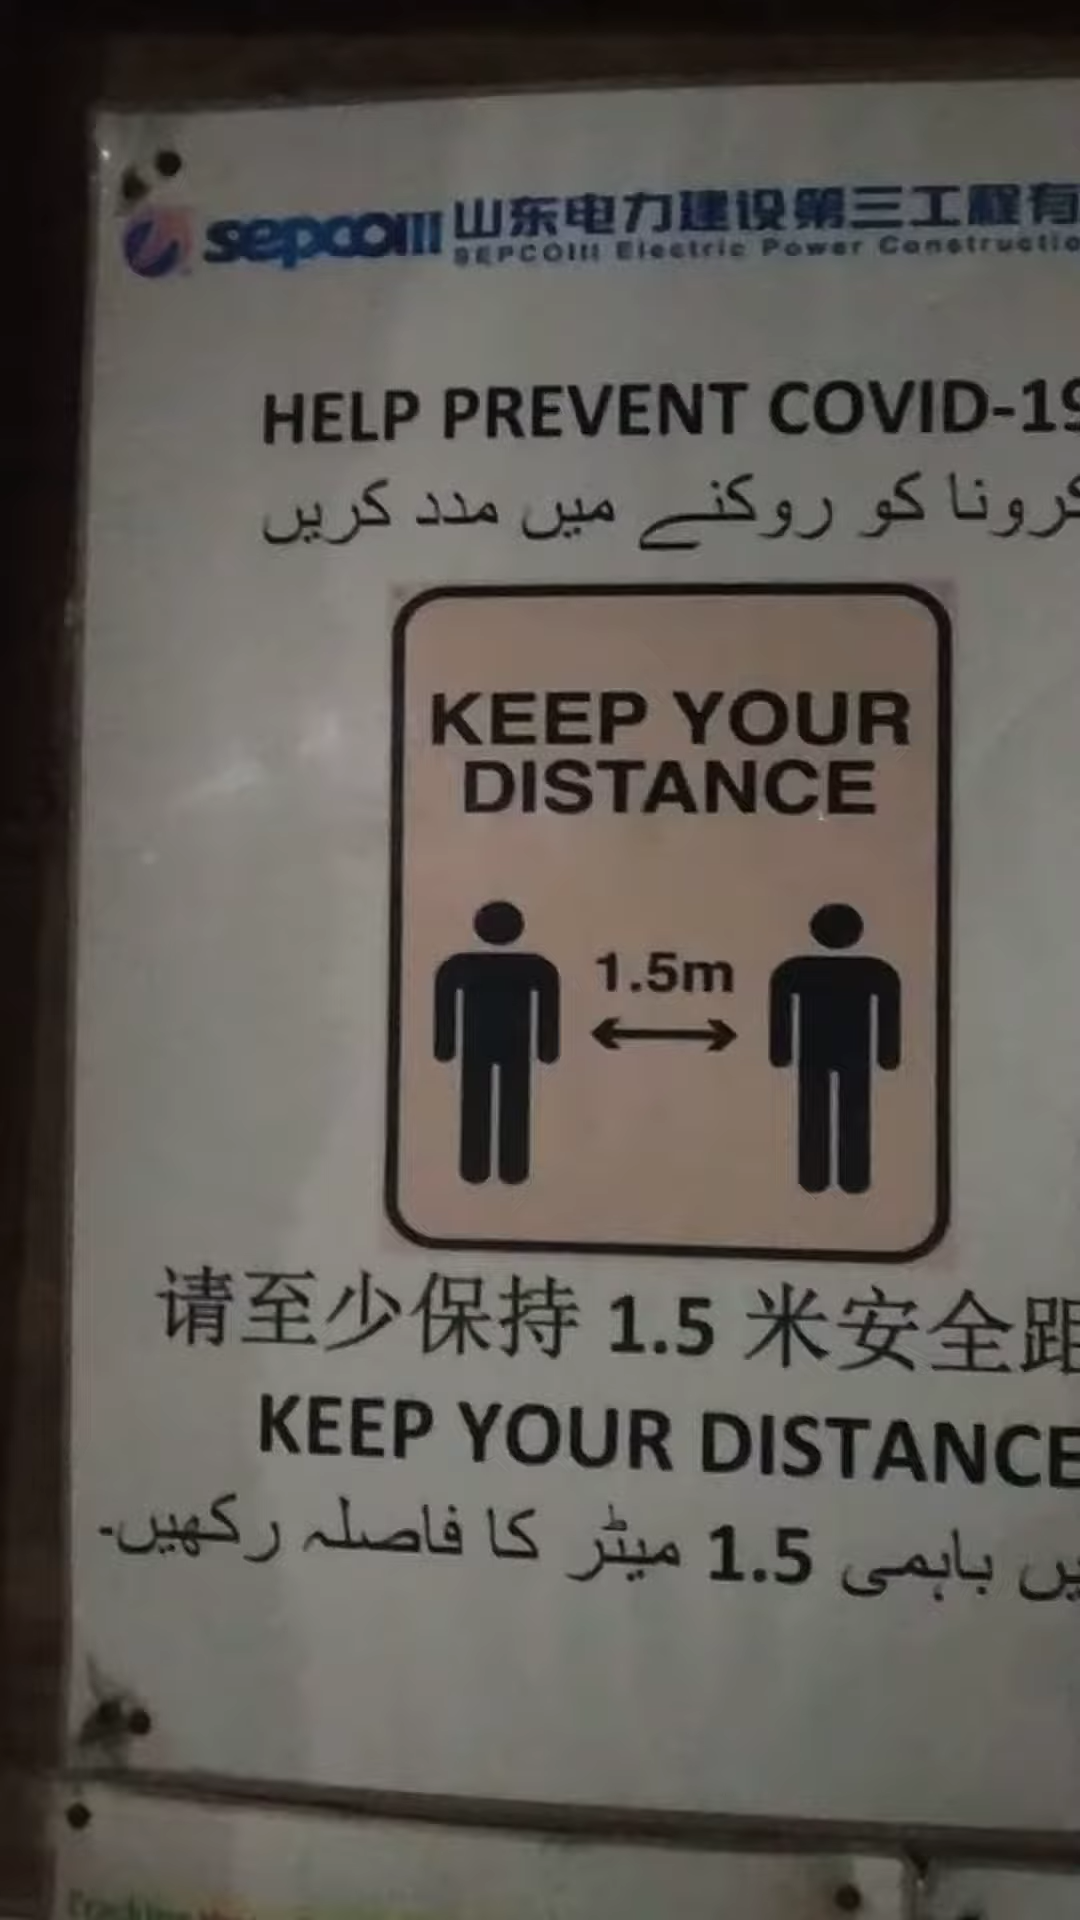 sepcoIII 山东电力建设第三工程有
SEPCOIII Electric Power Constructio
HELP PREVENT COVID-19
کرونا کو روکنے میں مدد کریں
KEEP YOUR
DISTANCE
1.5m
请至少保持 1.5 米安全距
KEEP YOUR DISTANCE
باہمی 1.5 میٹر کا فاصلہ رکھیں۔